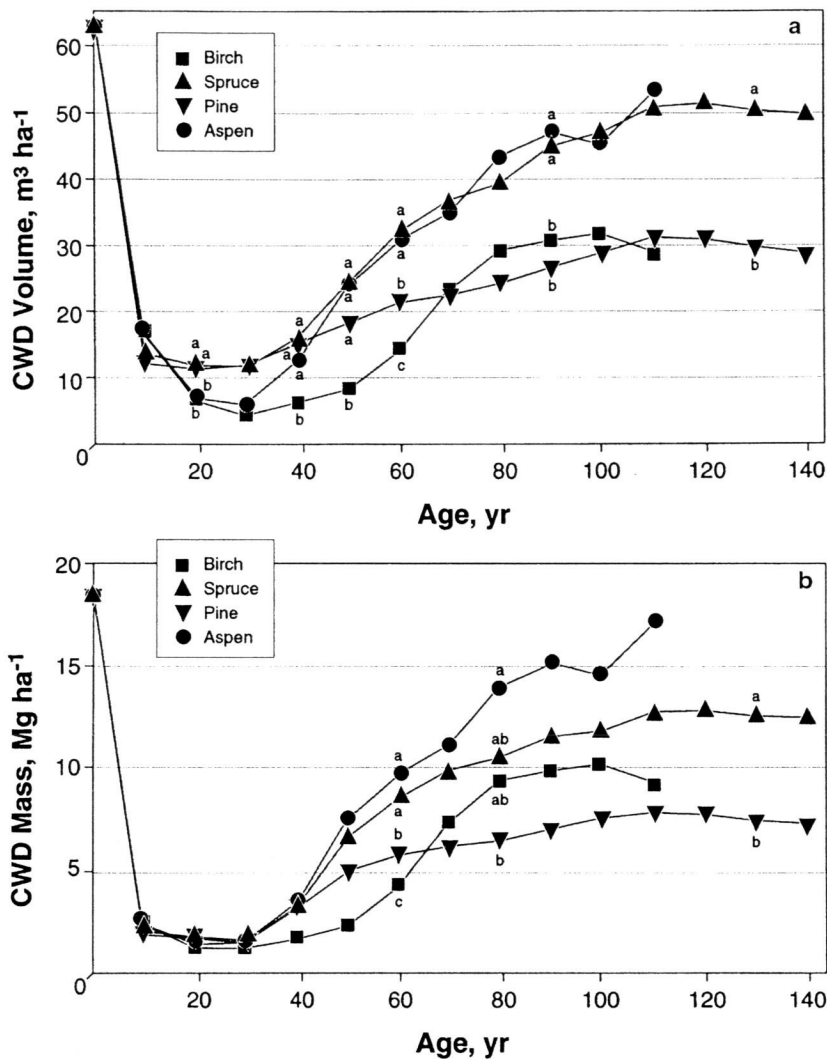 a
60
50
40
30
20
10
0
CWD Volume, m³ ha⁻¹
Birch
Spruce
Pine
Aspen
a
a
b
b
a
a
b
a
a
a
b
a
a
b
c
a
a
b
b
a
b
20 40 60 80 100 120 140
Age, yr
b
20
15
10
5
0
CWD Mass, Mg ha⁻¹
Birch
Spruce
Pine
Aspen
a
a
b
c
a
ab
ab
b
a
b
20 40 60 80 100 120 140
Age, yr